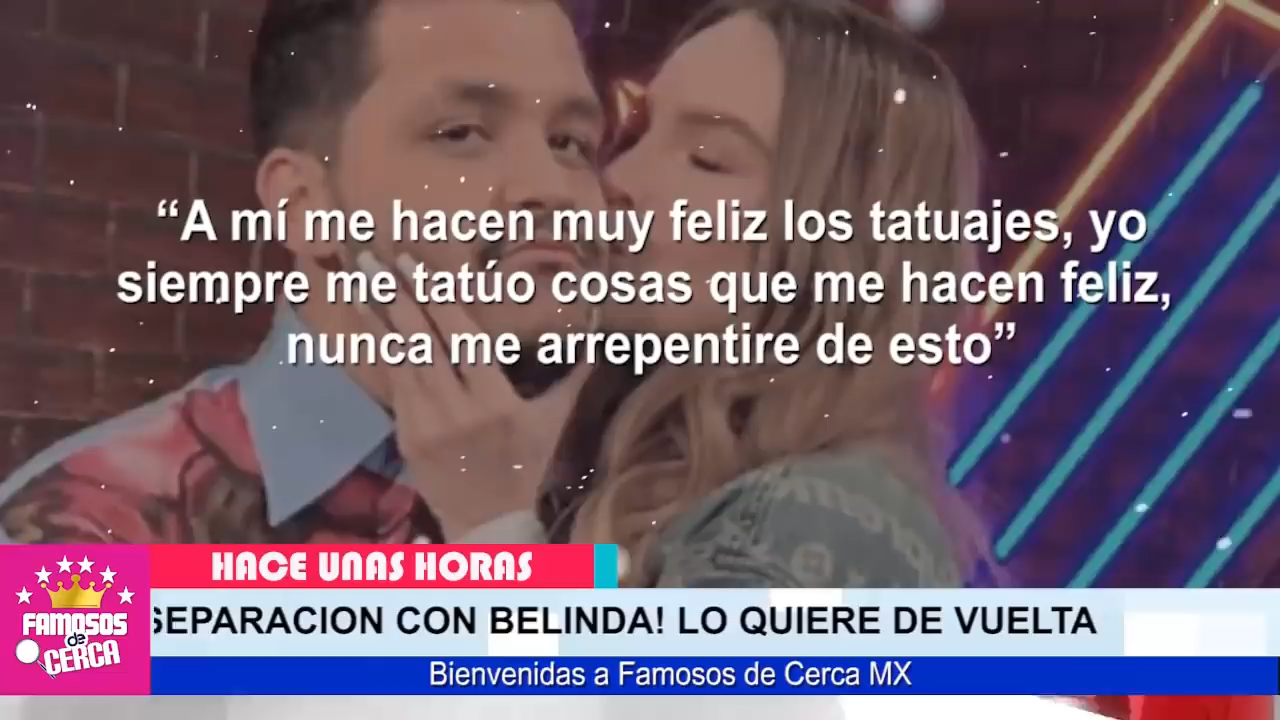 “A mí me hacen muy feliz los tatuajes, yo
siempre me tatúo cosas que me hacen feliz,
nunca me arrepentire de esto”
HACE UNAS HORAS
SEPARACION CON BELINDA! LO QUIERE DE VUELTA
FAMOSOS
de
CERCA
Bienvenidas a Famosos de Cerca MX